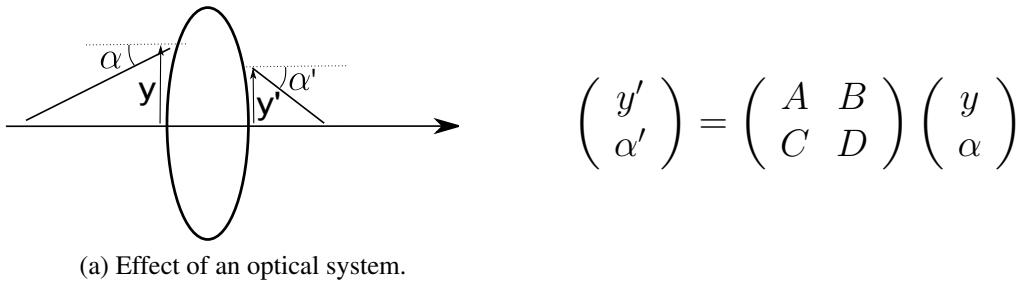 α
y
α'
y'
(a) Effect of an optical system.
( y′ ) = ( A B ) ( y )
( α′ ) ( C D ) ( α )